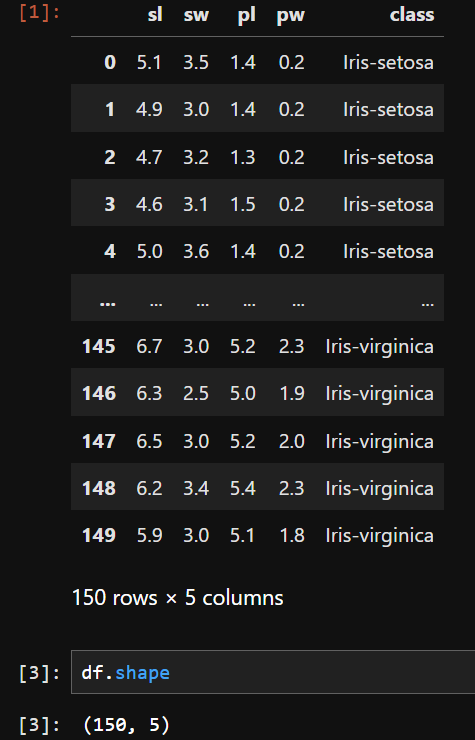 [1]: sl sw pl pw class
0 5.1 3.5 1.4 0.2 Iris-setosa
1 4.9 3.0 1.4 0.2 Iris-setosa
2 4.7 3.2 1.3 0.2 Iris-setosa
3 4.6 3.1 1.5 0.2 Iris-setosa
4 5.0 3.6 1.4 0.2 Iris-setosa
... ... ... ... ... ...
145 6.7 3.0 5.2 2.3 Iris-virginica
146 6.3 2.5 5.0 1.9 Iris-virginica
147 6.5 3.0 5.2 2.0 Iris-virginica
148 6.2 3.4 5.4 2.3 Iris-virginica
149 5.9 3.0 5.1 1.8 Iris-virginica
150 rows × 5 columns
[3]: df.shape
[3]: (150, 5)